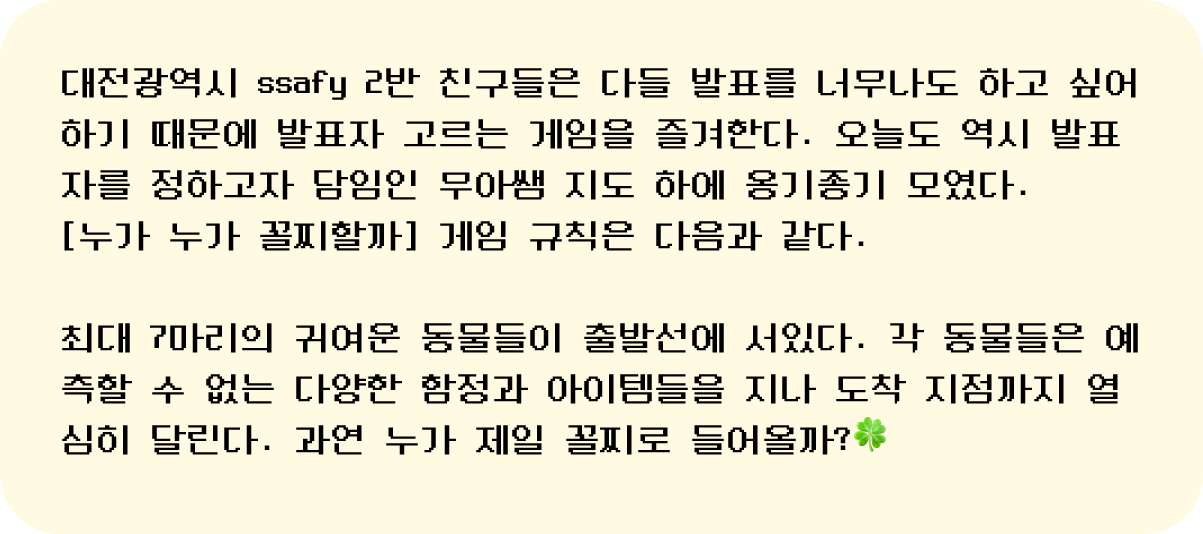 대전광역시 ssafy 2반 친구들은 다들 발표를 너무나도 하고 싶어
하기 때문에 발표자 고르는 게임을 즐겨한다. 오늘도 역시 발표
자를 정하고자 담임인 무아쌤 지도 하에 옹기종기 모였다.
[누가 누가 꼴찌할까] 게임 규칙은 다음과 같다.
최대 7마리의 귀여운 동물들이 출발선에 서있다. 각 동물들은 예
측할 수 없는 다양한 함정과 아이템들을 지나 도착 지점까지 열
심히 달린다. 과연 누가 제일 꼴찌로 들어올까?🍀